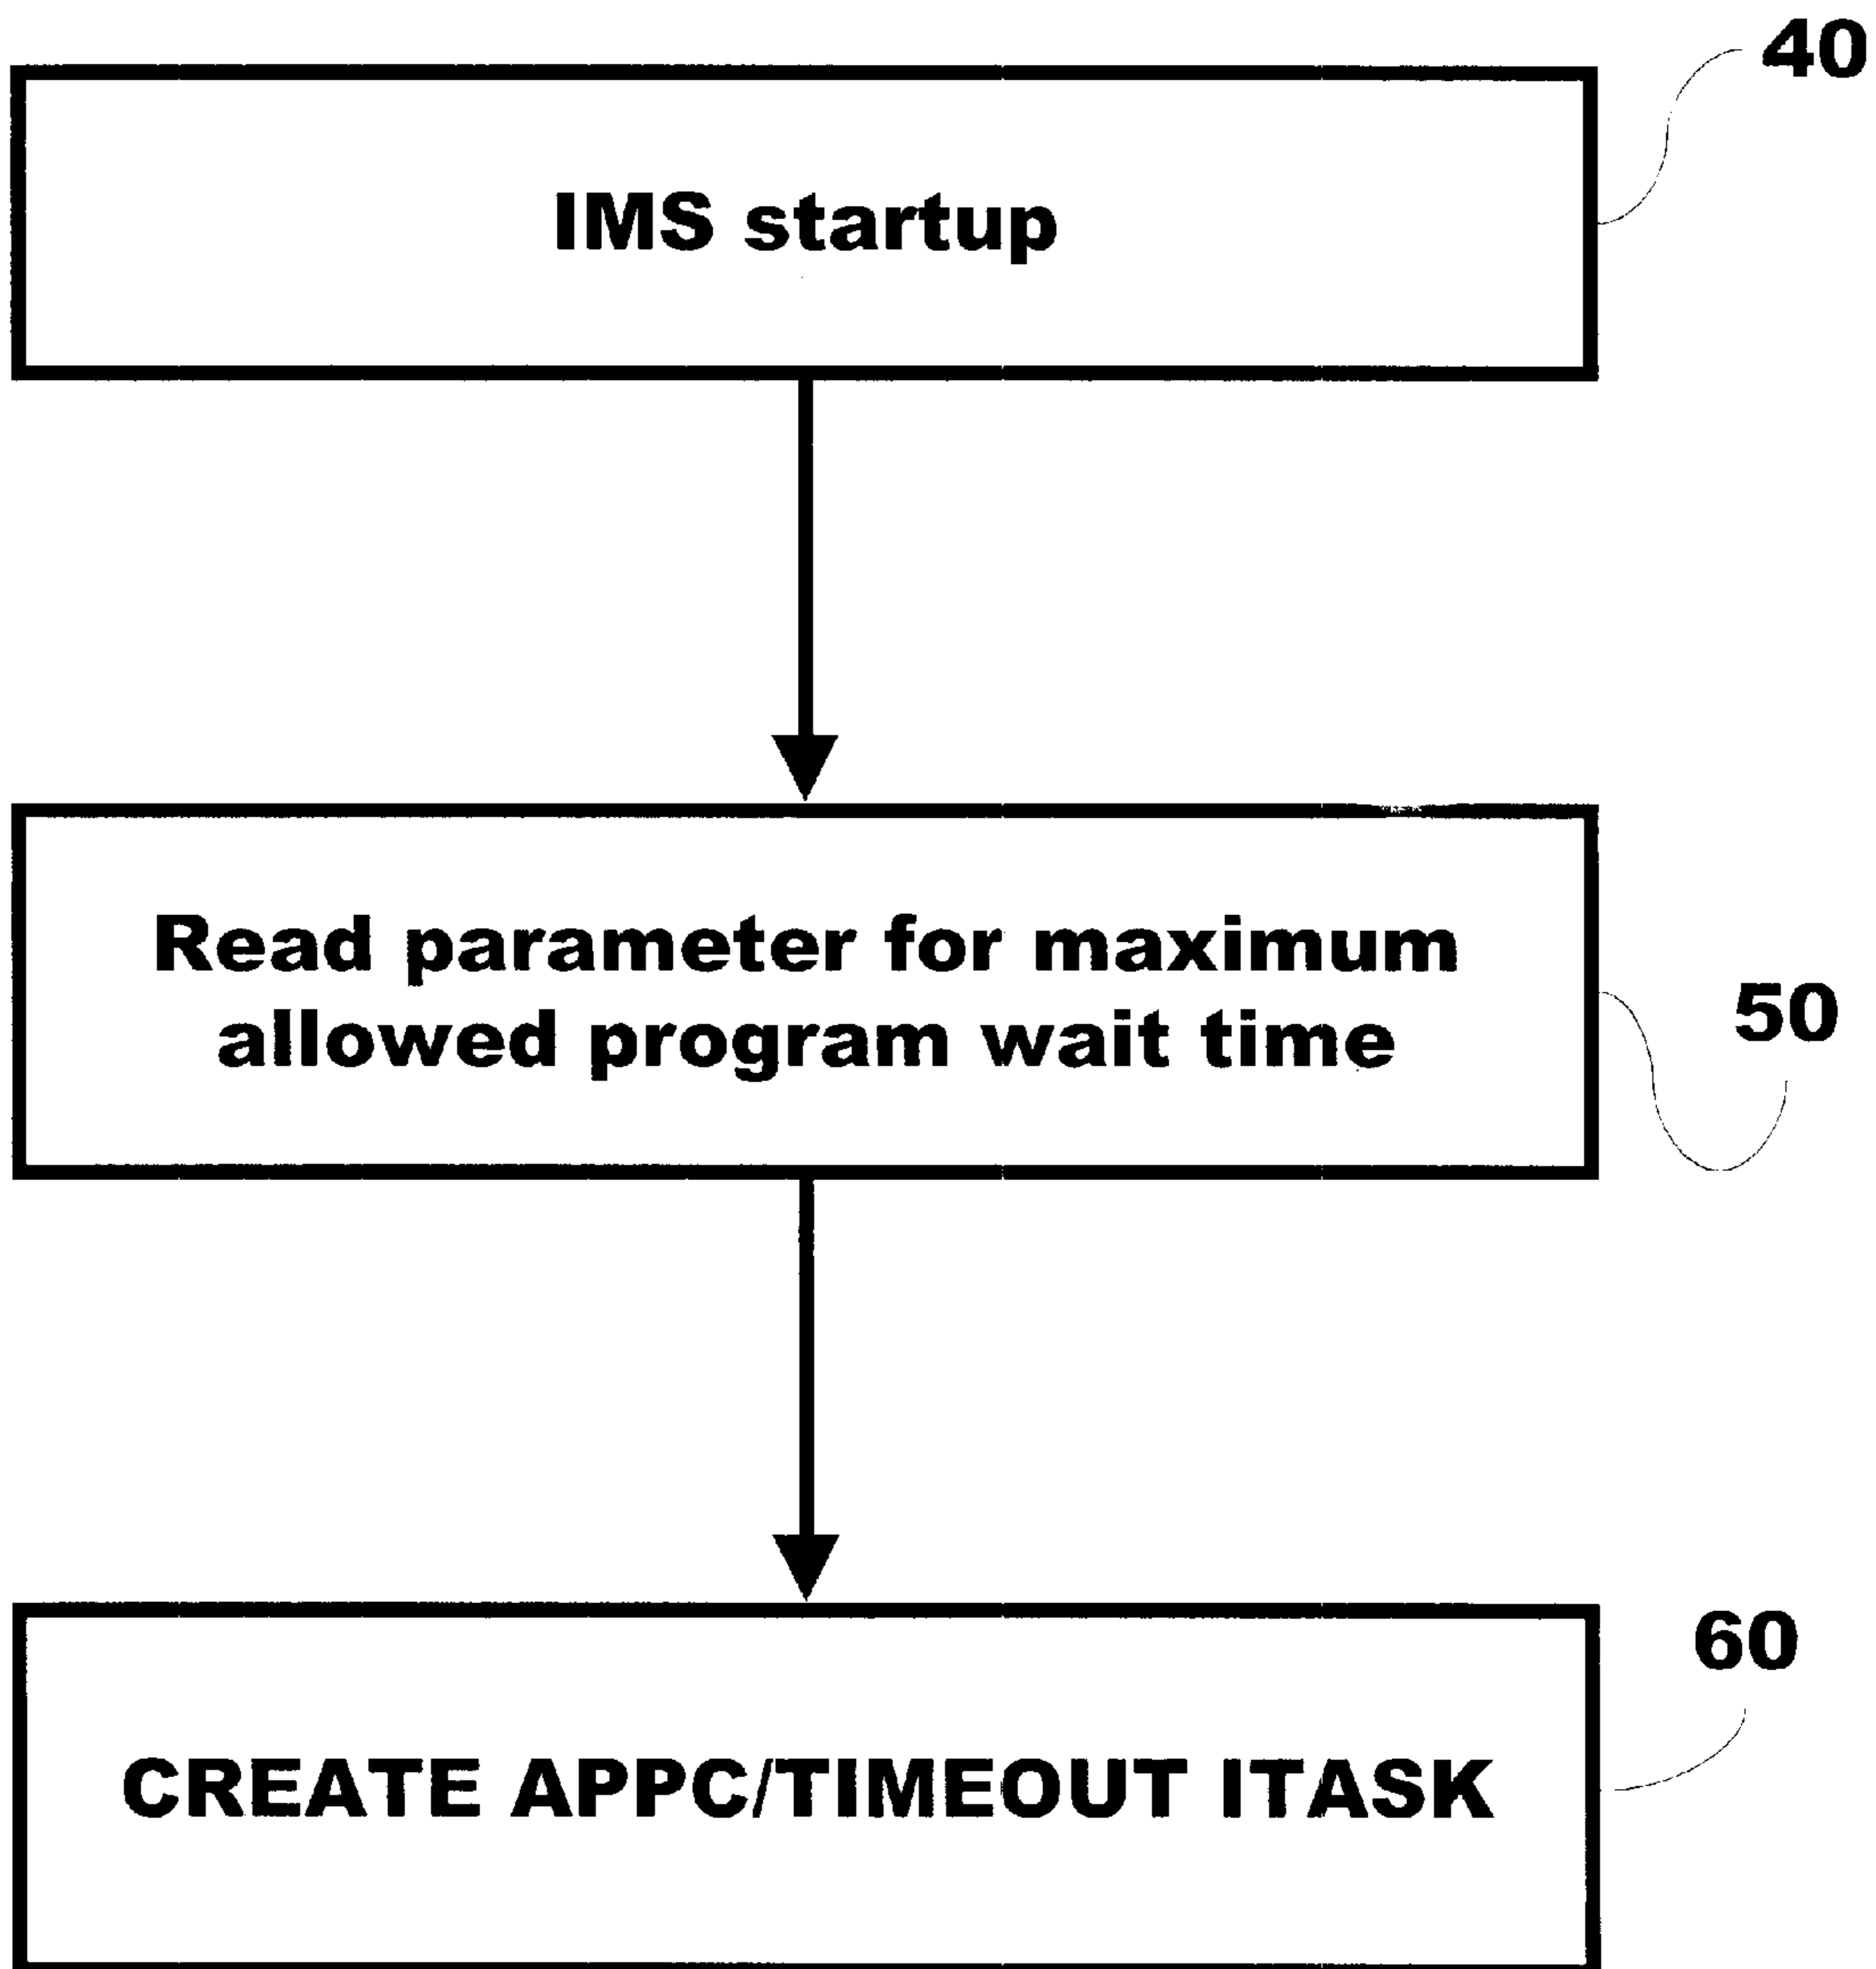 40
IMS startup
Read parameter for maximum
allowed program wait time
50
60
CREATE APPC/TIMEOUT ITASK